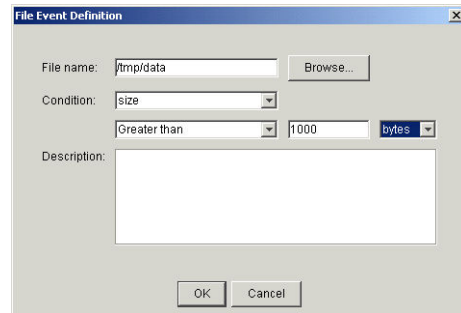 File Event Definition
File name: /tmp/data Browse...
Condition: size
Greater than 1000 bytes
Description:
OK Cancel